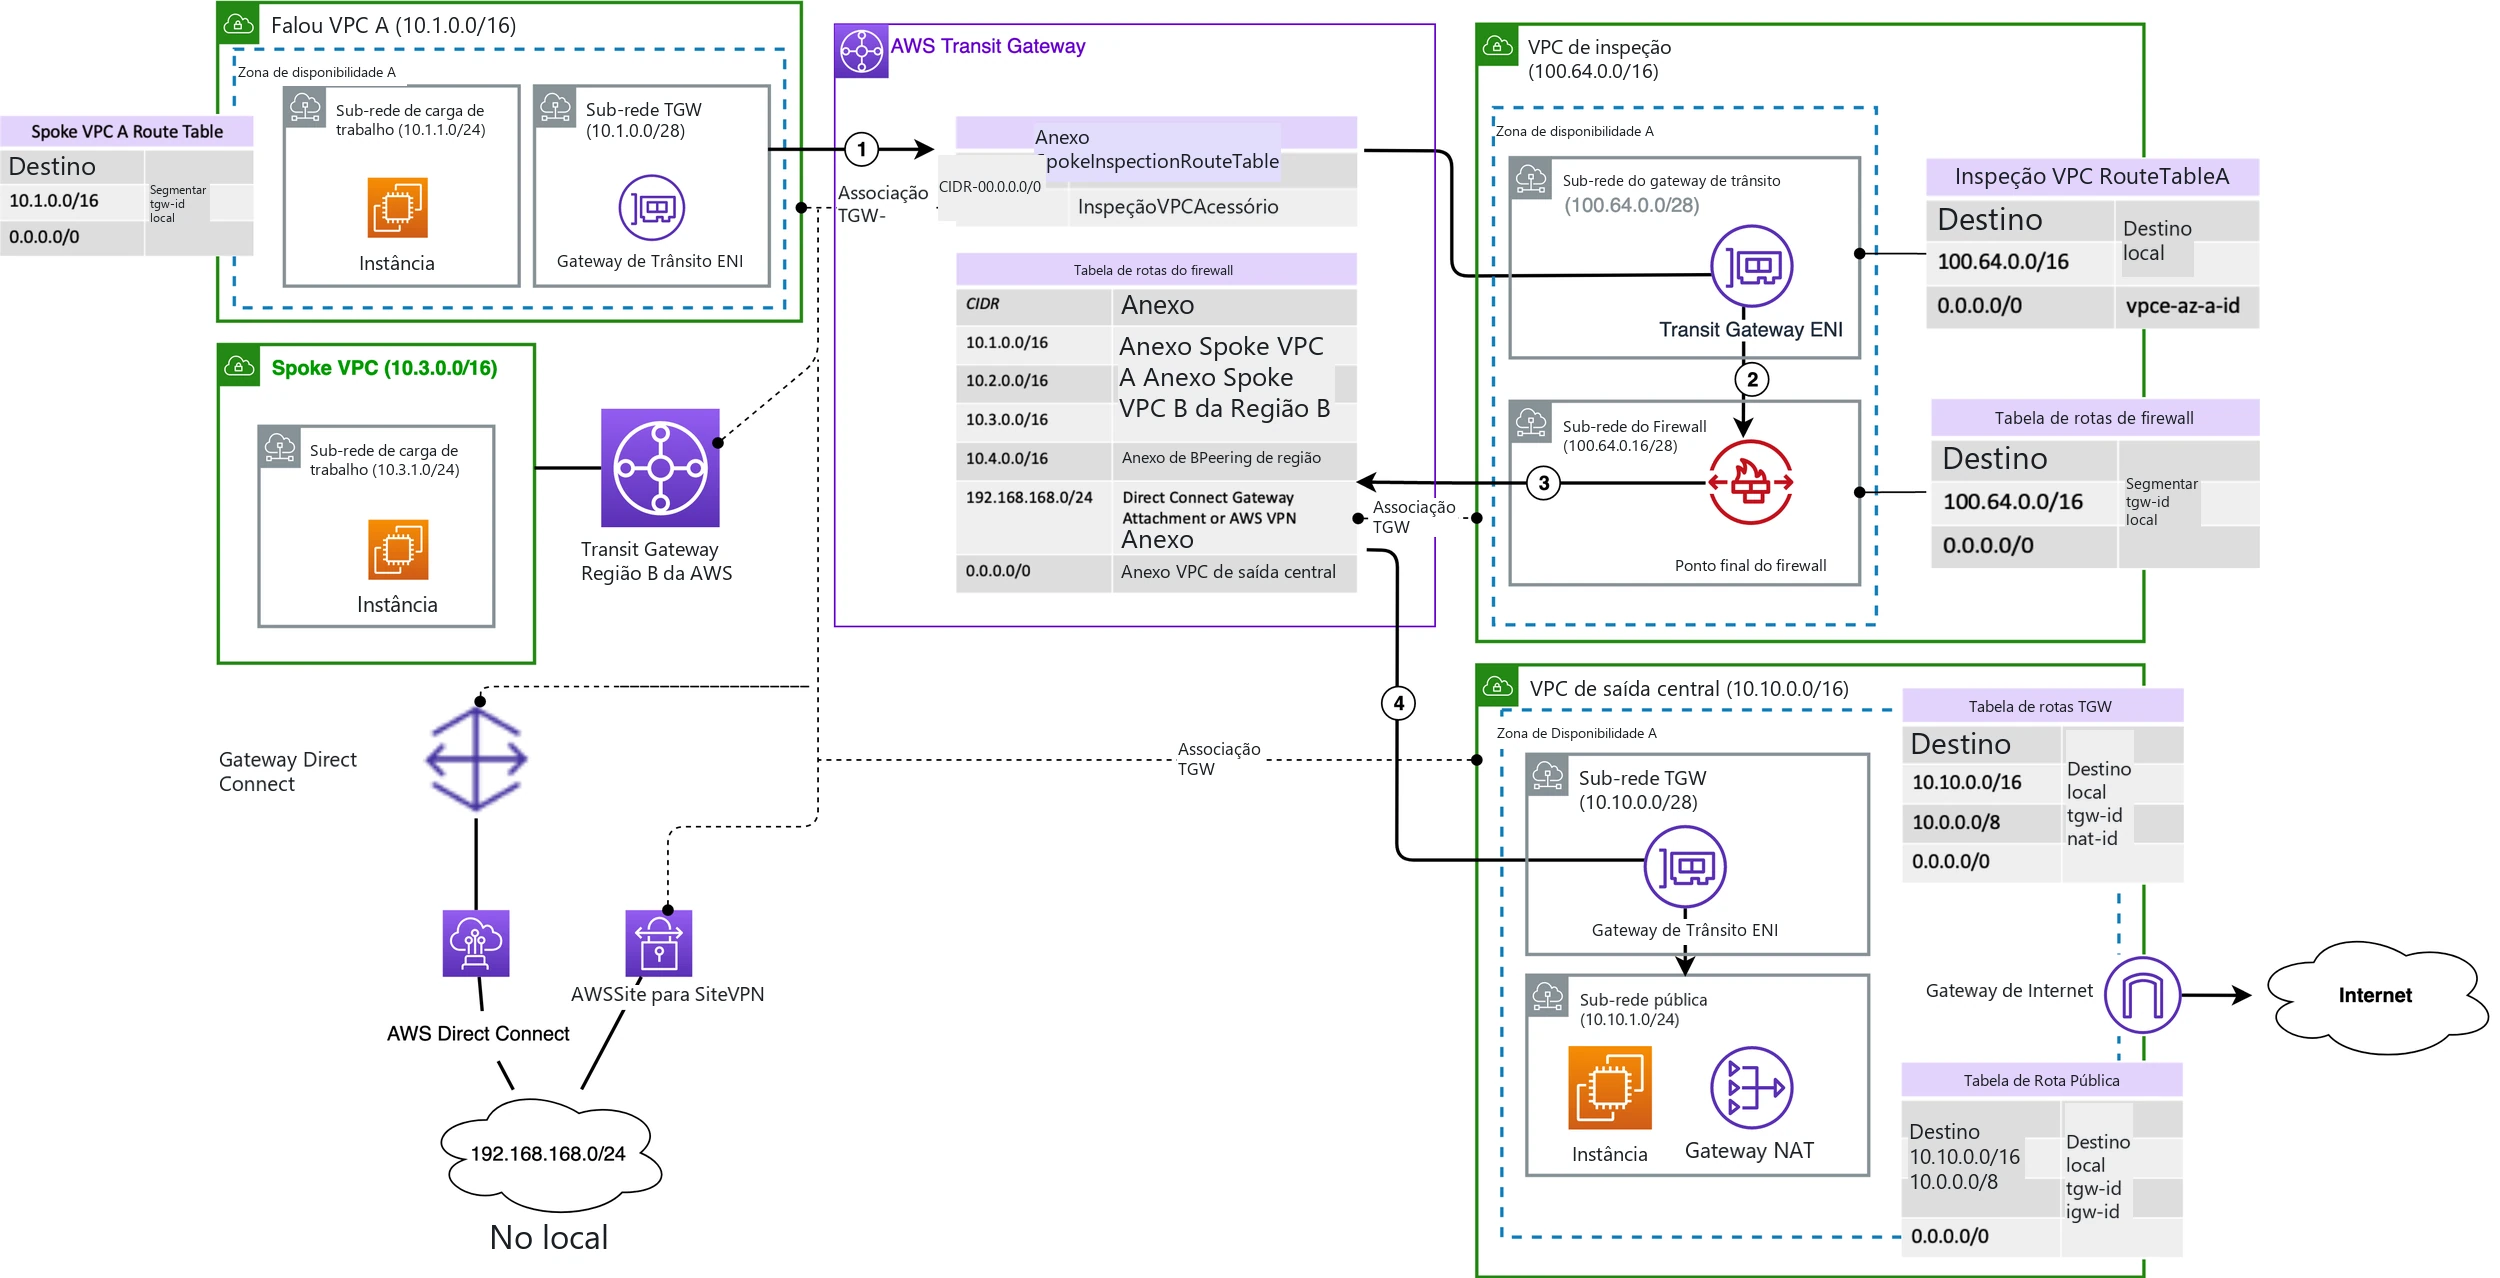 Falou VPC A (10.1.0.0/16)
Zona de disponibilidade A
Sub-rede de carga de
trabalho (10.1.1.0/24)
Instância
Sub-rede TGW
(10.1.0.0/28)
Gateway de Trânsito ENI
Spoke VPC A Route Table
Destino
10.1.0.0/16
0.0.0.0/0
Segmentar
tgw-id
local
1
Associação
TGW-
AWS Transit Gateway
Anexo
SpokeInspectionRouteTable
CIDR-00.0.0.0/0
InspeçãoVPCAcessório
Tabela de rotas do firewall
CIDR
Anexo
10.1.0.0/16
10.2.0.0/16
10.3.0.0/16
Anexo Spoke VPC
A Anexo Spoke
VPC B da Região B
10.4.0.0/16
Anexo de BPeering de região
192.168.168.0/24
Direct Connect Gateway
Attachment or AWS VPN
Anexo
0.0.0.0/0
Anexo VPC de saída central
VPC de inspeção
(100.64.0.0/16)
Zona de disponibilidade A
Sub-rede do gateway de trânsito
(100.64.0.0/28)
Transit Gateway ENI
2
Sub-rede do Firewall
(100.64.0.16/28)
Ponto final do firewall
3
Associação
TGW
Inspeção VPC RouteTableA
Destino
100.64.0.0/16
0.0.0.0/0
Destino
local
vpce-az-a-id
Tabela de rotas de firewall
Destino
100.64.0.0/16
0.0.0.0/0
Segmentar
tgw-id
local
Spoke VPC (10.3.0.0/16)
Sub-rede de carga de
trabalho (10.3.1.0/24)
Instância
Transit Gateway
Região B da AWS
Gateway Direct
Connect
AWS Direct Connect
AWSSite para SiteVPN
192.168.168.0/24
No local
4
Associação
TGW
VPC de saída central (10.10.0.0/16)
Zona de Disponibilidade A
Sub-rede TGW
(10.10.0.0/28)
Gateway de Trânsito ENI
Sub-rede pública
(10.10.1.0/24)
Instância
Gateway NAT
Tabela de rotas TGW
Destino
10.10.0.0/16
10.0.0.0/8
0.0.0.0/0
Destino
local
tgw-id
nat-id
Gateway de Internet
Internet
Tabela de Rota Pública
Destino
10.10.0.0/16
10.0.0.0/8
0.0.0.0/0
Destino
local
tgw-id
igw-id